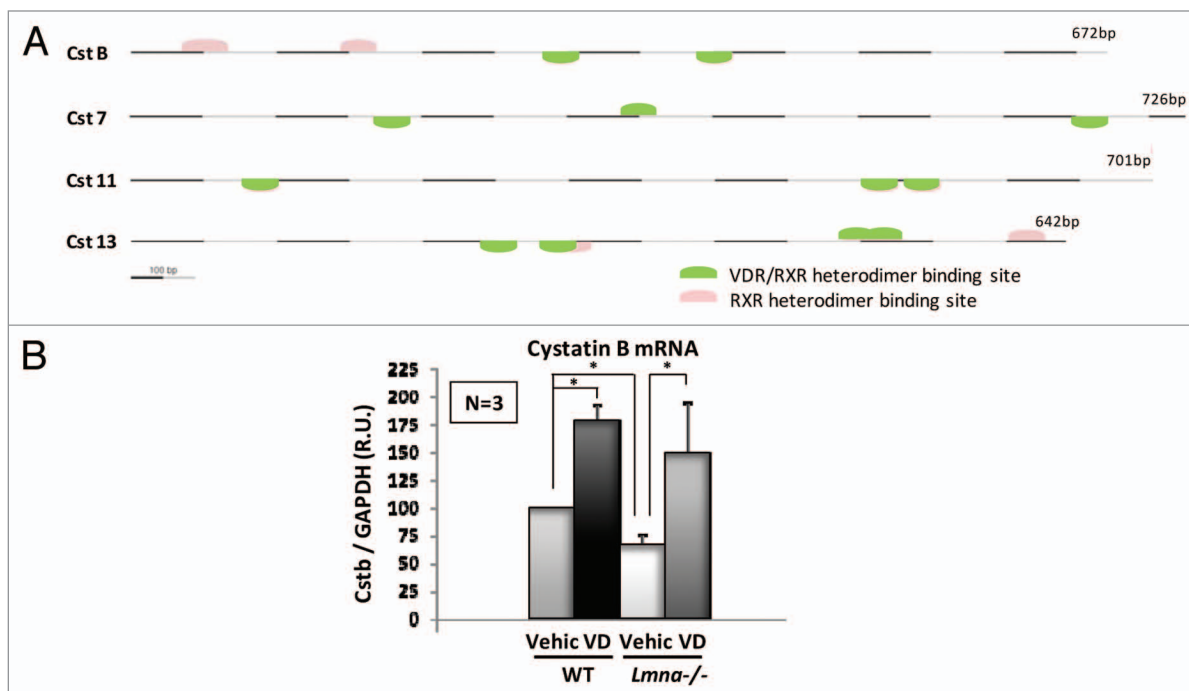 A
Cst B
672bp
Cst 7
726bp
Cst 11
701bp
Cst 13
642bp
100 bp
VDR/RXR heterodimer binding site
RXR heterodimer binding site
B
Cystatin B mRNA
N=3
* * *
Cstb / GAPDH (R.U.)
225
200
175
150
125
100
75
50
25
0
Vehic VD Vehic VD
WT Lmna-/-